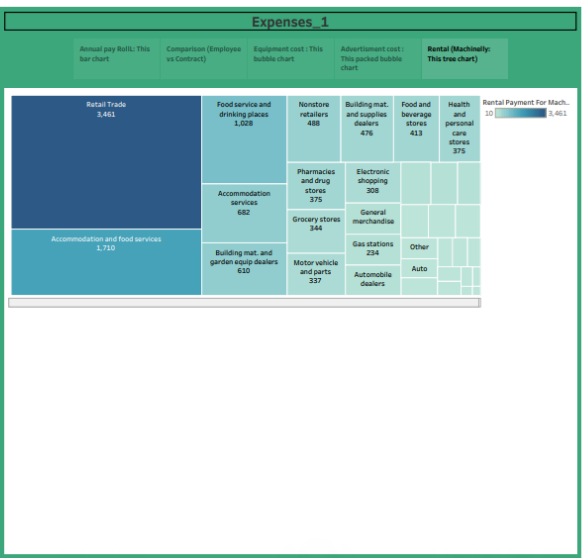 Expenses_1
Annual pay RollL: This
bar chart
Comparison (Employee
vs Contract)
Equipment cost : This
bubble chart
Advertisment cost :
This packed bubble
chart
Rental (Machinelly:
This tree chart)
Retail Trade
3,461
Accommodation and food services
1,710
Food service and
drinking places
1,028
Accommodation
services
682
Building mat. and
garden equip dealers
610
Nonstore
retailers
488
Building mat.
and supplies
dealers
476
Food and
beverage
stores
413
Health
and
personal
care
stores
375
Pharmacies
and drug
stores
375
Electronic
shopping
308
Grocery stores
344
General
merchandise
Motor vehicle
and parts
337
Gas stations
234
Automobile
dealers
Other
Auto
Rental Payment For Mach..
10
3,461